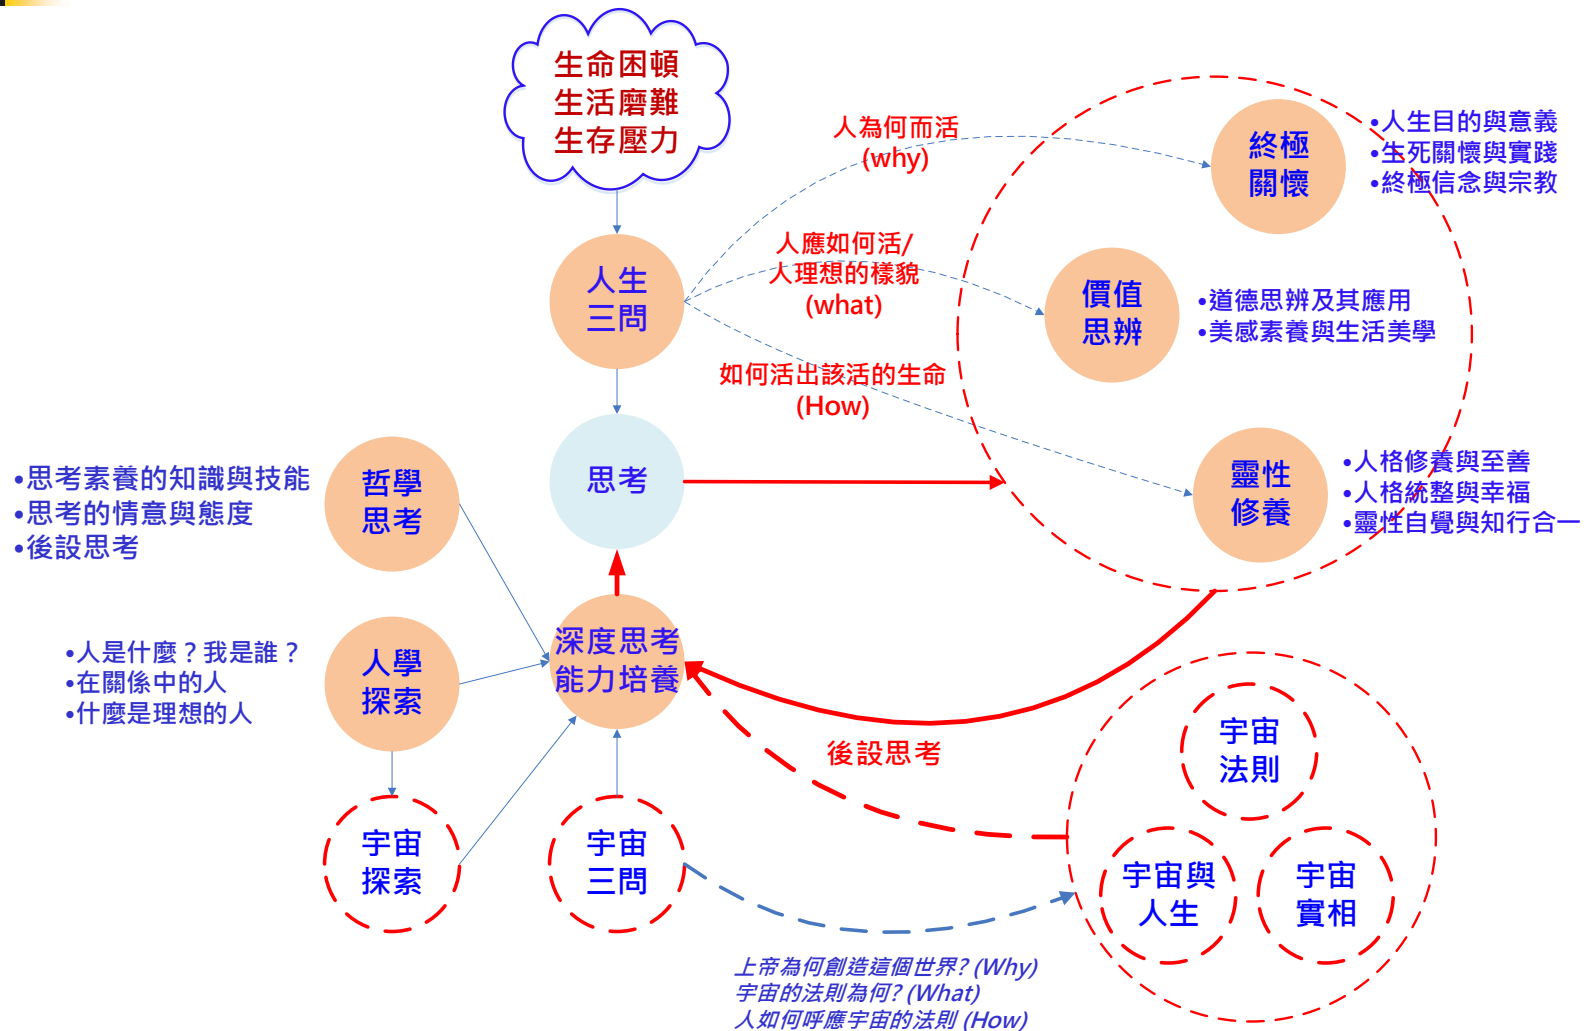 生命困頓
生活磨難
生存壓力
人為何而活
(why)
終極
關懷
•人生目的與意義
•生死關懷與實踐
•終極信念與宗教
人生
三問
人應如何活/
人理想的樣貌
(what)
價值
思辨
•道德思辨及其應用
•美感素養與生活美學
如何活出該活的生命
(How)
思考
靈性
修養
•人格修養與至善
•人格統整與幸福
•靈性自覺與知行合一
•思考素養的知識與技能
•思考的情意與態度
•後設思考
哲學
思考
•人是什麼？我是誰？
•在關係中的人
•什麼是理想的人
人學
探索
深度思考
能力培養
後設思考
宇宙
法則
宇宙
探索
宇宙
三問
宇宙與
人生
宇宙
實相
上帝為何創造這個世界? (Why)
宇宙的法則為何? (What)
人如何呼應宇宙的法則 (How)